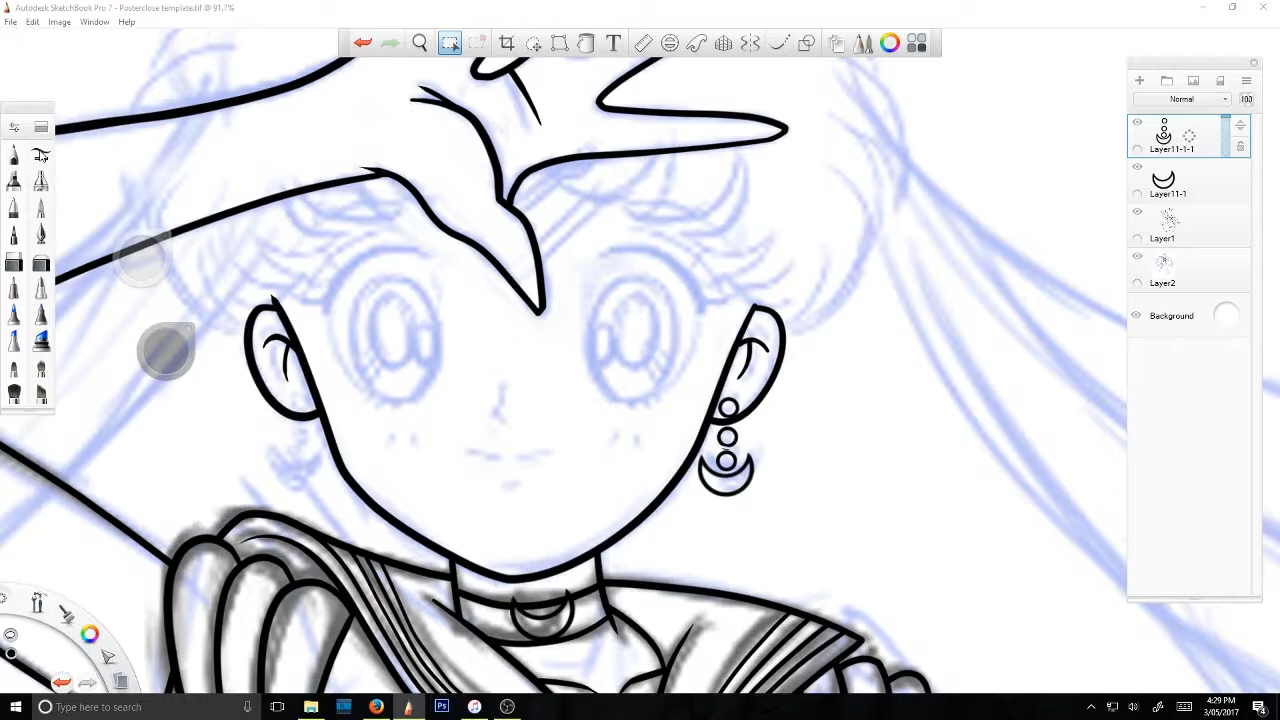 Autodesk SketchBook Pro 7 - Posterclose template.tif @ 91.7%
File Edit Image Window Help
T
Normal 100
Layer11-1-1
Layer11-1
Layer1
Layer2
Background
Type here to search
Ps
4:29 PM
3/05/2017